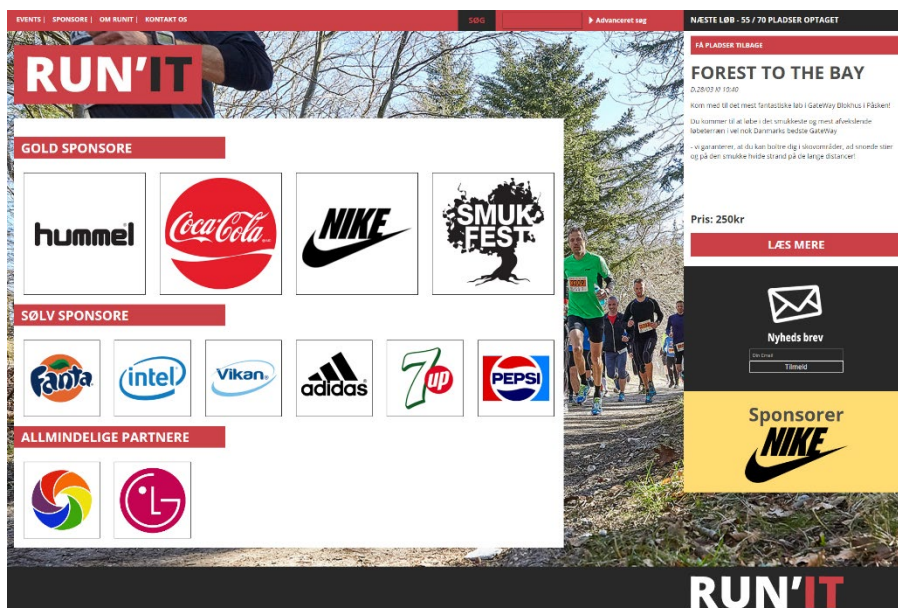 EVENTS | SPONSORE | OM RUNIT | KONTAKT OS
SØG
Advanceret søg
RUN'IT
GOLD SPONSORE
hummel
Coca-Cola
NIKE
SMUK
FEST
SØLV SPONSORE
Fanta
intel
Vikan
adidas
7up
PEPSI
ALLMINDELIGE PARTNERE
LG
NÆSTE LØB - 55 / 70 PLADSER OPTAGET
FÅ PLADSER TILBAGE
FOREST TO THE BAY
D.28/03 kl 10:40
Kom med til det mest fantastiske løb i GateWay Blokhus i Påsken!
Du kommer til at løbe i det smukkeste og mest afvekslende
løbeterræn i vel nok Danmarks bedste GateWay
- vi garanterer, at du kan boltre dig i skovområder, ad snoede stier
og på den smukke hvide strand på de lange distancer!
Pris: 250kr
LÆS MERE
Nyheds brev
Din Email
Tilmeld
Sponsorer
NIKE
RUN'IT